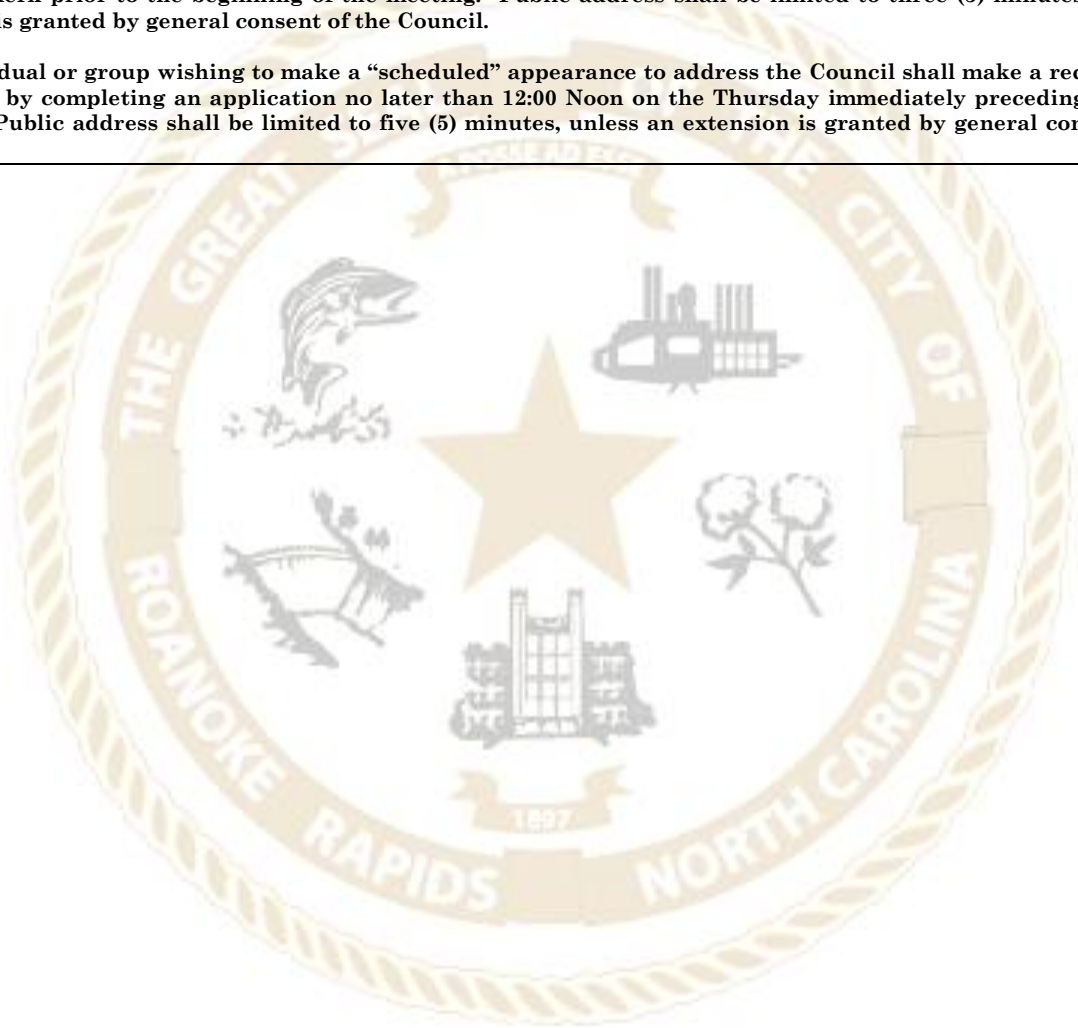 prior to the beginning of the meeting. Public address shall be limited to three (3) minutes
is granted by general consent of the Council.
dual or group wishing to make a “scheduled” appearance to address the Council shall make a
by completing an application no later than 12:00 Noon on the Thursday immediately preceding
Public address shall be limited to five (5) minutes, unless an extension is granted by general
THE GREAT SEAL OF THE CITY OF
ROANOKE RAPIDS NORTH CAROLINA
1897